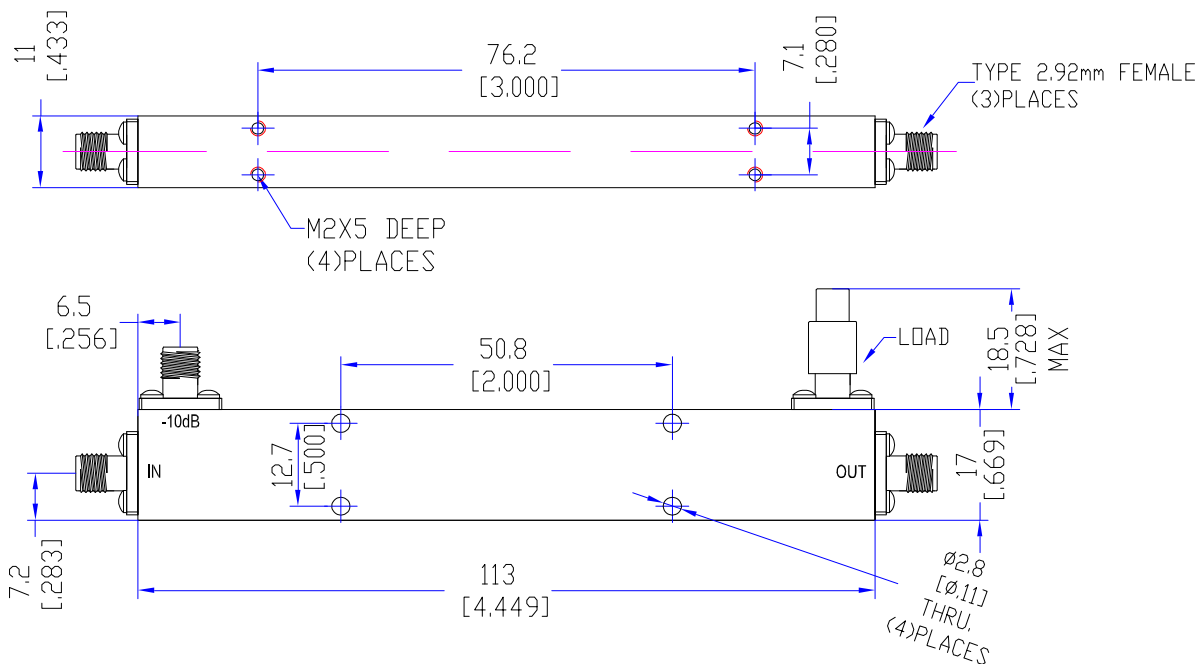 11
[.433]
76.2
[3.000]
7.1
[.280]
TYPE 2.92mm FEMALE
(3)PLACES
M2X5 DEEP
(4)PLACES
6.5
[.256]
50.8
[2.000]
LOAD
18.5
[.728]
MAX
-10dB
12.7
[.500]
IN
OUT
17
[.669]
7.2
[.283]
113
[4.449]
Ø2.8
[Ø.11]
THRU.
(4)PLACES